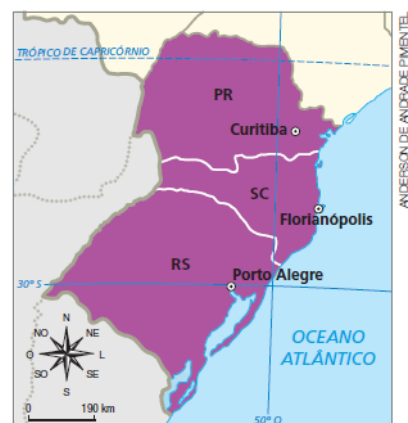 TRÓPICO DE CAPRICÓRNIO
PR
Curitiba
SC
Florianópolis
RS
Porto Alegre
30° S
N
NO
NE
O
L
SO
SE
S
OCEANO
ATLÂNTICO
0
190 km
50° O
ANDERSON DE ANDRADE PIMENTEL